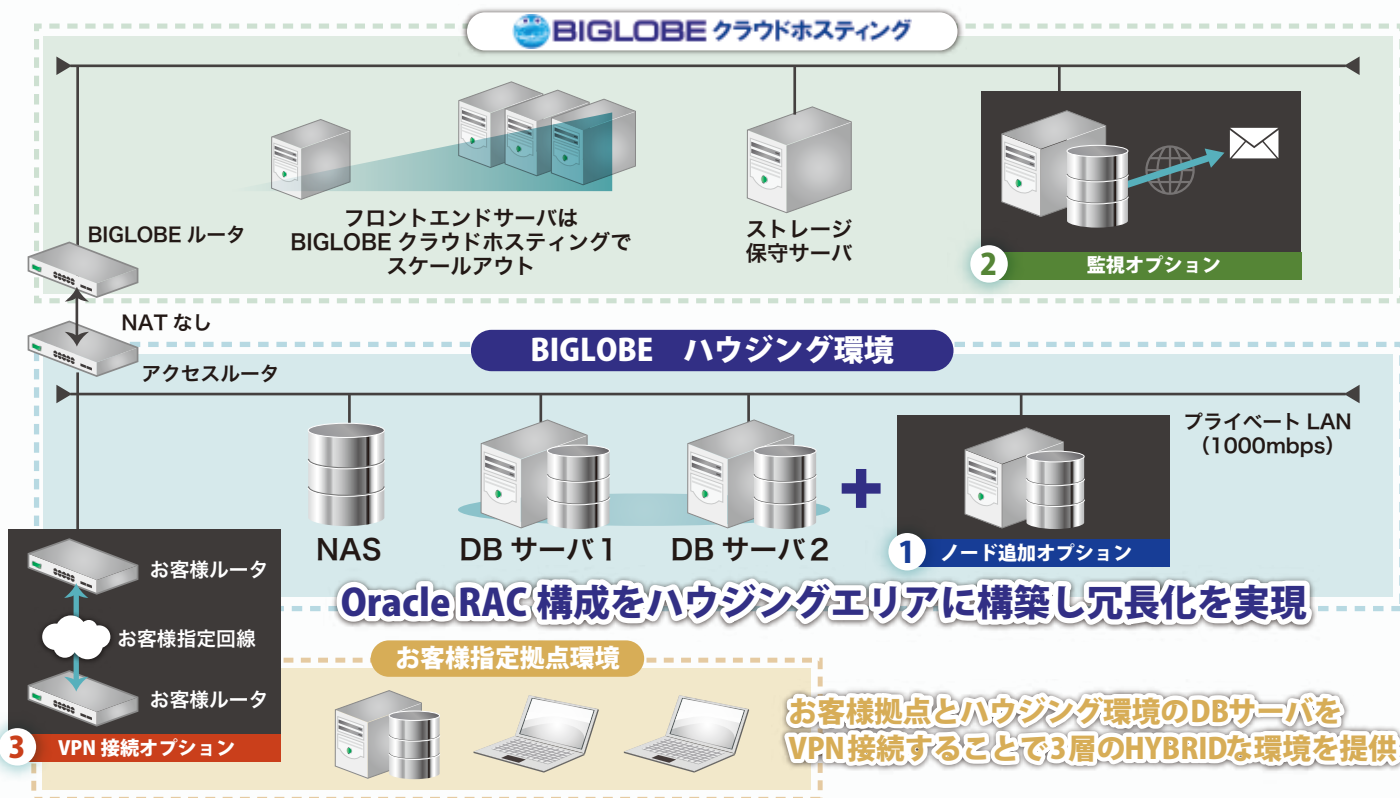 BIGLOBE クラウドホスティング
BIGLOBE ルータ
フロントエンドサーバは
BIGLOBE クラウドホスティングで
スケールアウト
ストレージ
保守サーバ
2 監視オプション
NAT なし
アクセスルータ
BIGLOBE ハウジング環境
プライベート LAN
(1000mbps)
NAS
DB サーバ1
DB サーバ2
1 ノード追加オプション
Oracle RAC 構成をハウジングエリアに構築し冗長化を実現
お客様ルータ
お客様指定回線
お客様ルータ
3 VPN 接続オプション
お客様指定拠点環境
お客様拠点とハウジング環境のDBサーバを
VPN接続することで3層のHYBRIDな環境を提供